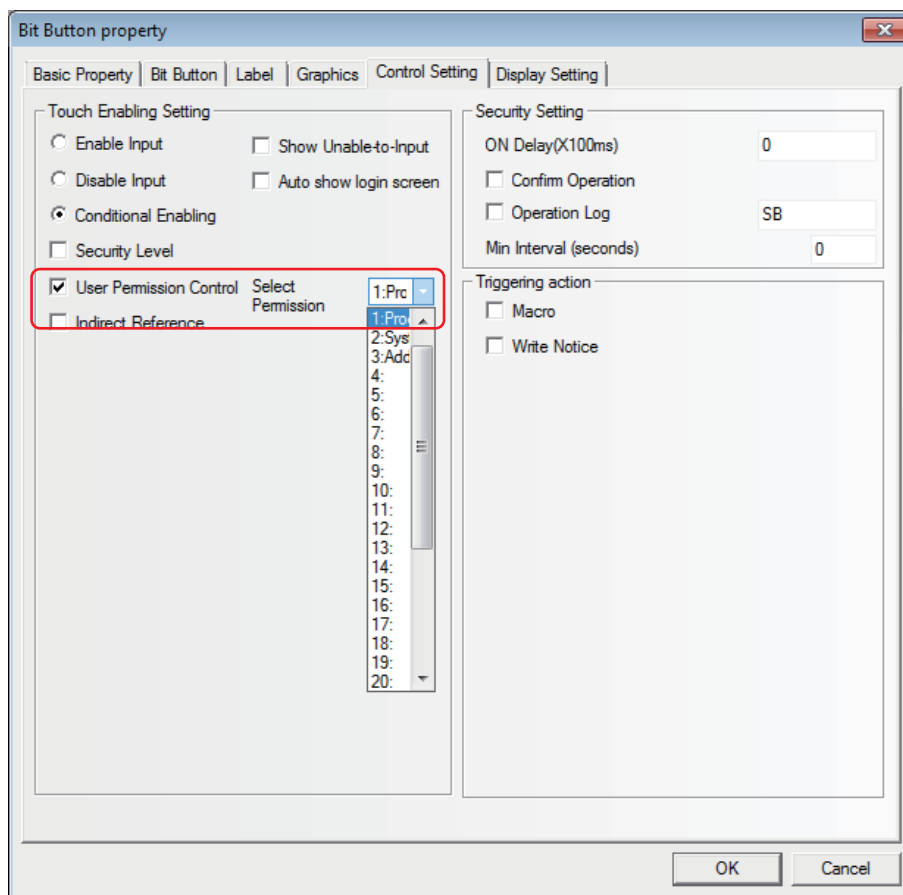 Bit Button property
Basic Property Bit Button Label Graphics Control Setting Display Setting
Touch Enabling Setting
Enable Input
Show Unable-to-Input
Disable Input
Auto show login screen
Conditional Enabling
Security Level
User Permission Control
Select
Permission
1:Prc
Indirect Reference
1:Pro
2:Sys
3:Add
4:
5:
6:
7:
8:
9:
10:
11:
12:
13:
14:
15:
16:
17:
18:
19:
20:
Security Setting
ON Delay(X100ms) 0
Confirm Operation
Operation Log SB
Min Interval (seconds) 0
Triggering action
Macro
Write Notice
OK Cancel